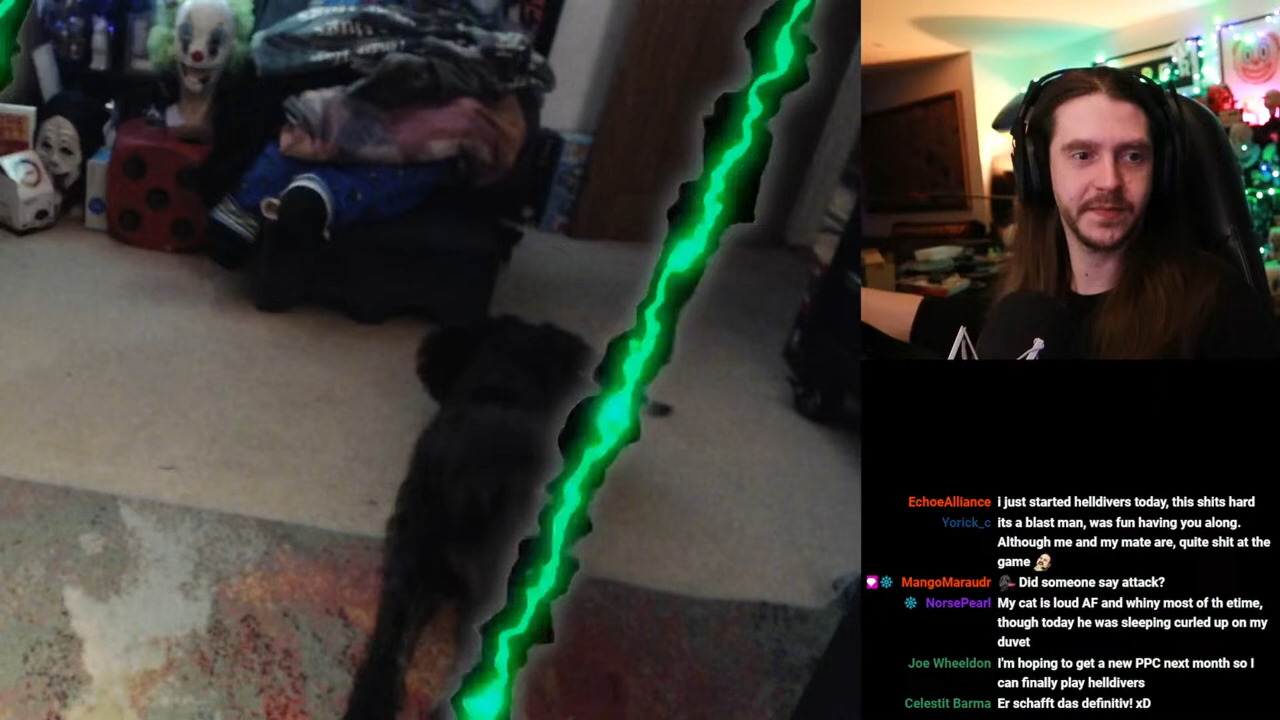 EchoeAlliance i just started helldivers today, this shits hard
Yorick_c its a blast man, was fun having you along.
Although me and my mate are, quite shit at the
game
MangoMaraudr Did someone say attack?
NorsePearl My cat is loud AF and whiny most of th etime,
though today he was sleeping curled up on my
duvet
Joe Wheeldon I'm hoping to get a new PPC next month so I
can finally play helldivers
Celestit Barma Er schafft das definitiv! xD